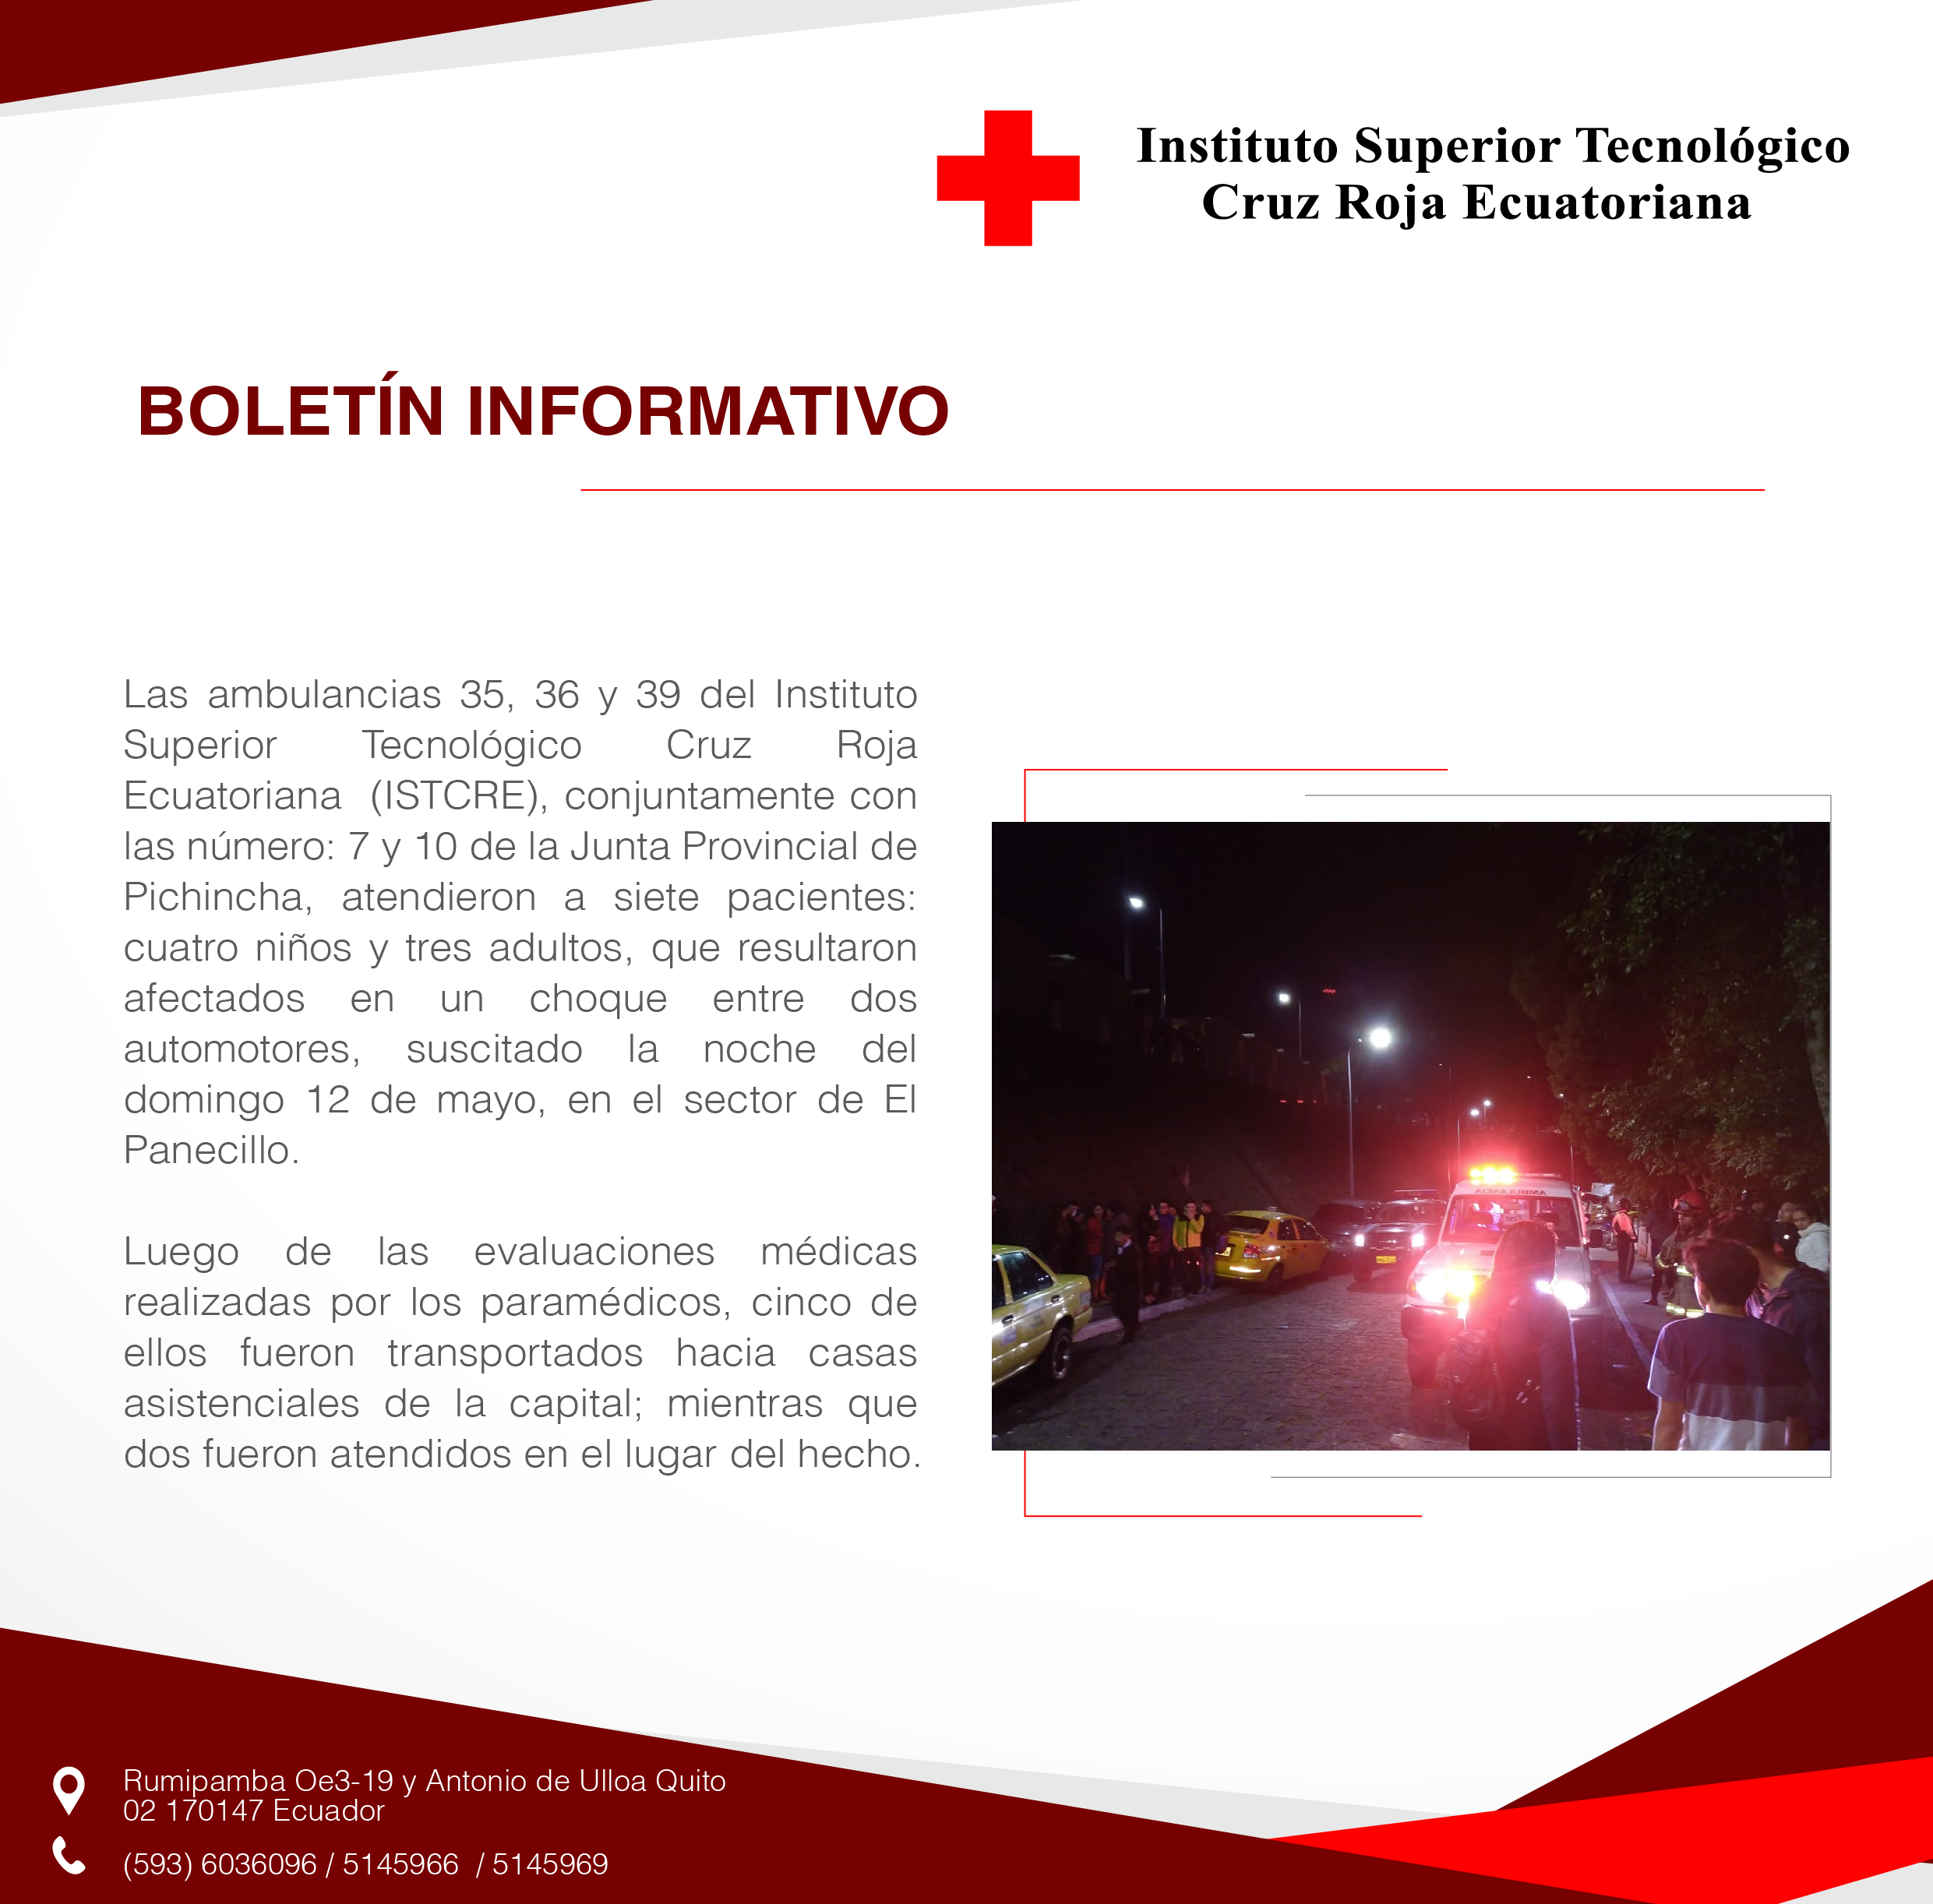 Instituto Superior Tecnológico
Cruz Roja Ecuatoriana
BOLETÍN INFORMATIVO
Las ambulancias 35, 36 y 39 del Instituto
Superior Tecnológico Cruz Roja
Ecuatoriana (ISTCRE), conjuntamente con
las número: 7 y 10 de la Junta Provincial de
Pichincha, atendieron a siete pacientes:
cuatro niños y tres adultos, que resultaron
afectados en un choque entre dos
automotores, suscitado la noche del
domingo 12 de mayo, en el sector de El
Panecillo.
Luego de las evaluaciones médicas
realizadas por los paramédicos, cinco de
ellos fueron transportados hacia casas
asistenciales de la capital; mientras que
dos fueron atendidos en el lugar del hecho.
AMBULANCIA
Rumipamba Oe3-19 y Antonio de Ulloa Quito
02 170147 Ecuador
(593) 6036096 / 5145966 / 5145969